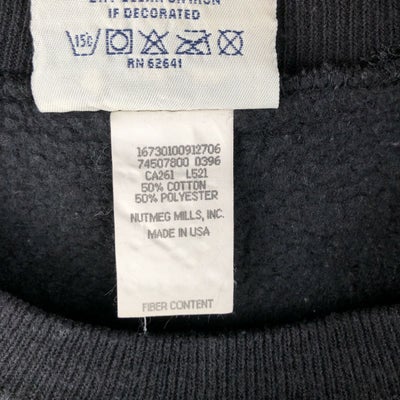 IF DECORATED
RN 62641
16730100912706
74507800 0396
CA261 L521
50% COTTON
50% POLYESTER
NUTMEG MILLS, INC.
MADE IN USA
FIBER CONTENT